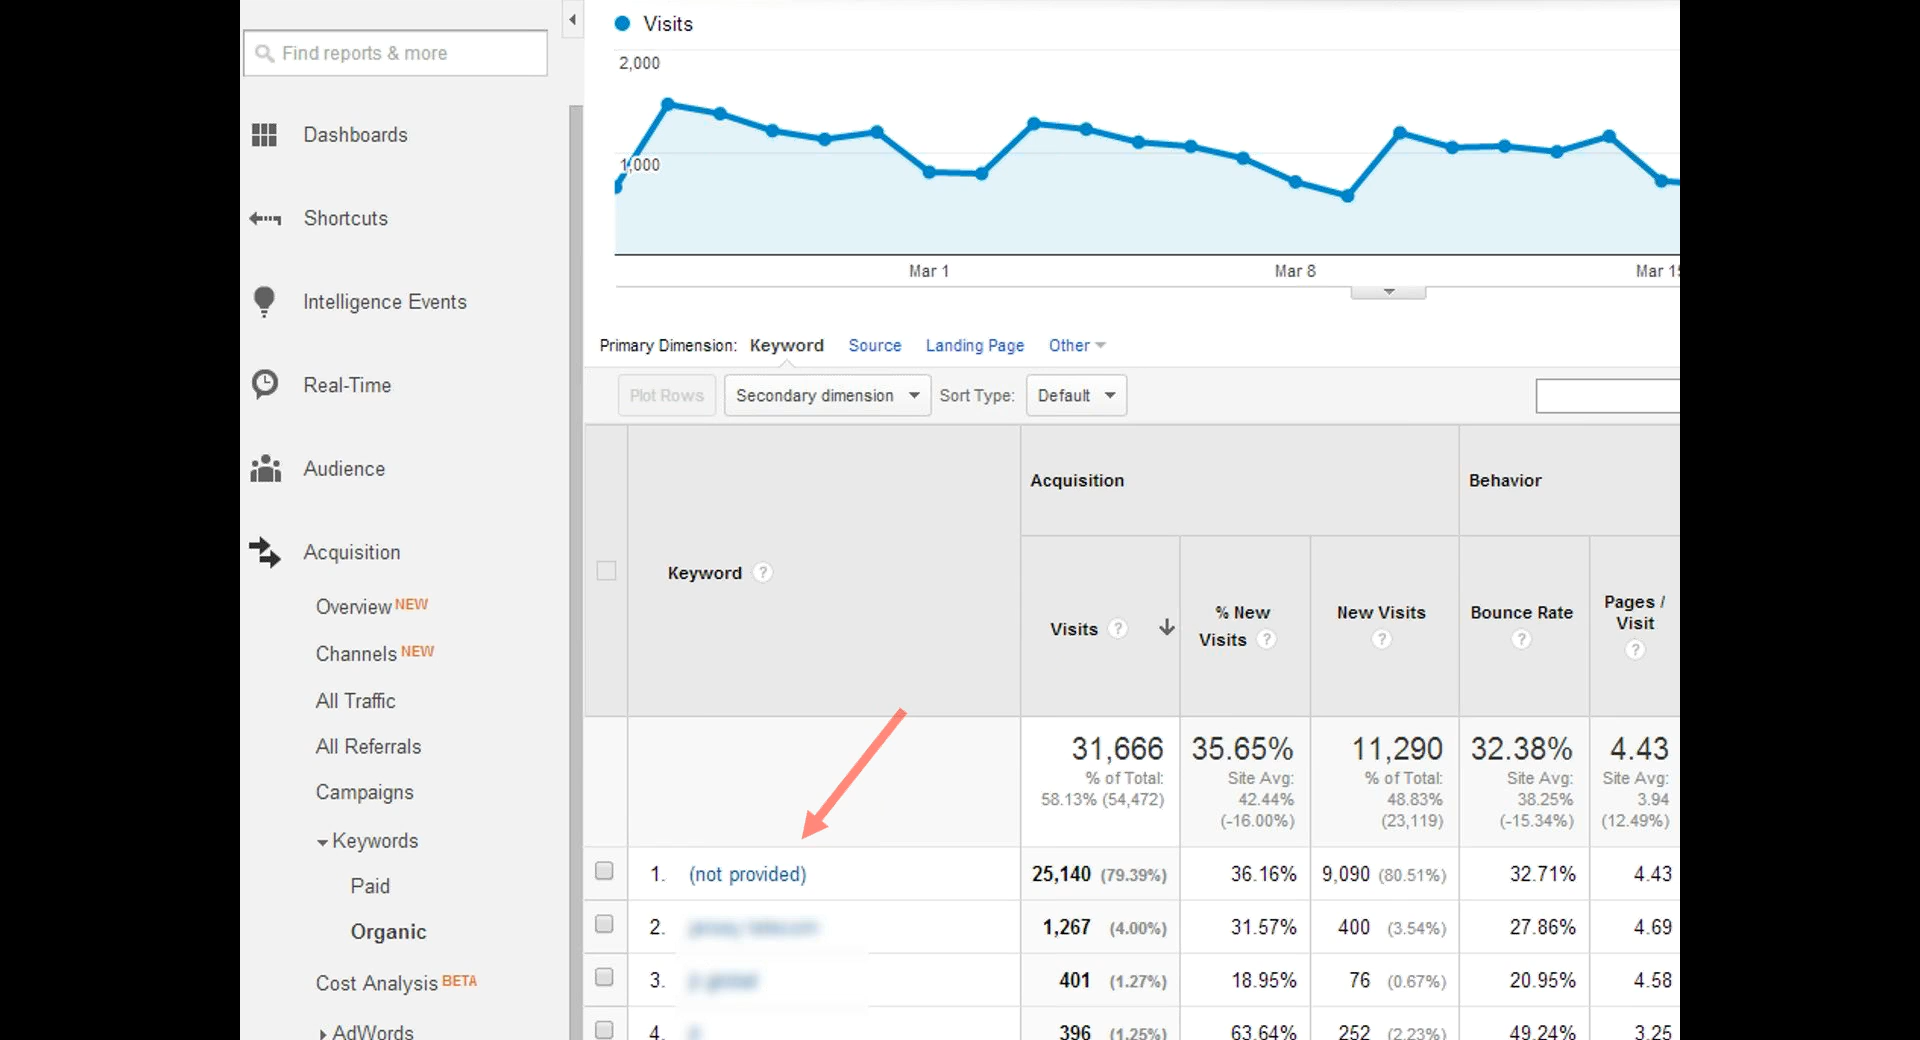 Find reports & more
Dashboards
Shortcuts
Intelligence Events
Real-Time
Audience
Acquisition
Overview NEW
Channels NEW
All Traffic
All Referrals
Campaigns
Keywords
Paid
Organic
Cost Analysis BETA
AdWords
Visits
2,000
1,000
Mar 1
Mar 8
Mar 15
Primary Dimension: Keyword Source Landing Page Other
Plot Rows Secondary dimension Sort Type: Default
Acquisition Behavior
Keyword ?
Visits ? % New Visits ? New Visits ? Bounce Rate ? Pages / Visit ?
31,666 35.65% 11,290 32.38% 4.43
% of Total: Site Avg: % of Total: Site Avg: Site Avg:
58.13% (54,472) 42.44% 48.83% 38.25% 3.94
(-16.00%) (23,119) (-15.34%) (12.49%)
1. (not provided) 25,140 (79.39%) 36.16% 9,090 (80.51%) 32.71% 4.43
2. 1,267 (4.00%) 31.57% 400 (3.54%) 27.86% 4.69
3. 401 (1.27%) 18.95% 76 (0.67%) 20.95% 4.58
4. 396 (1.25%) 63.64% 252 (2.23%) 49.24% 3.25